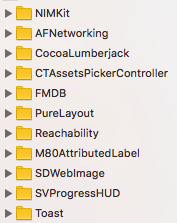 NIMKit
AFNetworking
CocoaLumberjack
CTAssetsPickerController
FMDB
PureLayout
Reachability
M80AttributedLabel
SDWebImage
SVProgressHUD
Toast